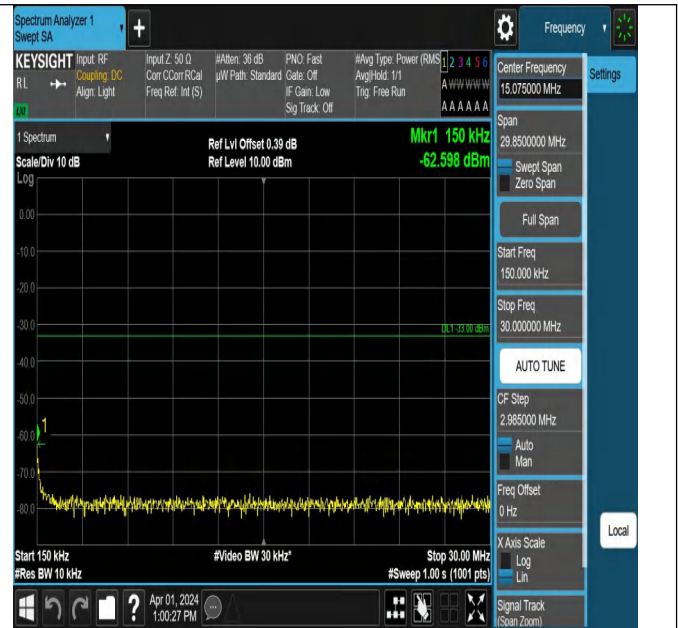 Spectrum Analyzer 1
Swept SA
Frequency
KEYSIGHT
RL
LXI
Input: RF
Coupling: DC
Align: Light
Input Z: 50 Ω
Corr CCorr RCal
Freq Ref: Int (S)
#Atten: 36 dB
µW Path: Standard
PNO: Fast
Gate: Off
IF Gain: Low
Sig Track: Off
#Avg Type: Power (RMS
Avg|Hold: 1/1
Trig: Free Run
1 2 3 4 5 6
A W W W W W
A A A A A A
1 Spectrum
Scale/Div 10 dB
Log
Ref Lvl Offset 0.39 dB
Ref Level 10.00 dBm
Mkr1 150 kHz
-62.598 dBm
0.00
-10.0
-20.0
-30.0
DL1 -33.00 dBm
-40.0
-50.0
1
-60.0
-70.0
-80.0
Start 150 kHz
#Res BW 10 kHz
#Video BW 30 kHz*
Stop 30.00 MHz
#Sweep 1.00 s (1001 pts)
Apr 01, 2024
1:00:27 PM
Center Frequency
15.075000 MHz
Settings
Span
29.8500000 MHz
Swept Span
Zero Span
Full Span
Start Freq
150.000 kHz
Stop Freq
30.000000 MHz
AUTO TUNE
CF Step
2.985000 MHz
Auto
Man
Freq Offset
0 Hz
X Axis Scale
Log
Lin
Local
Signal Track
(Span Zoom)